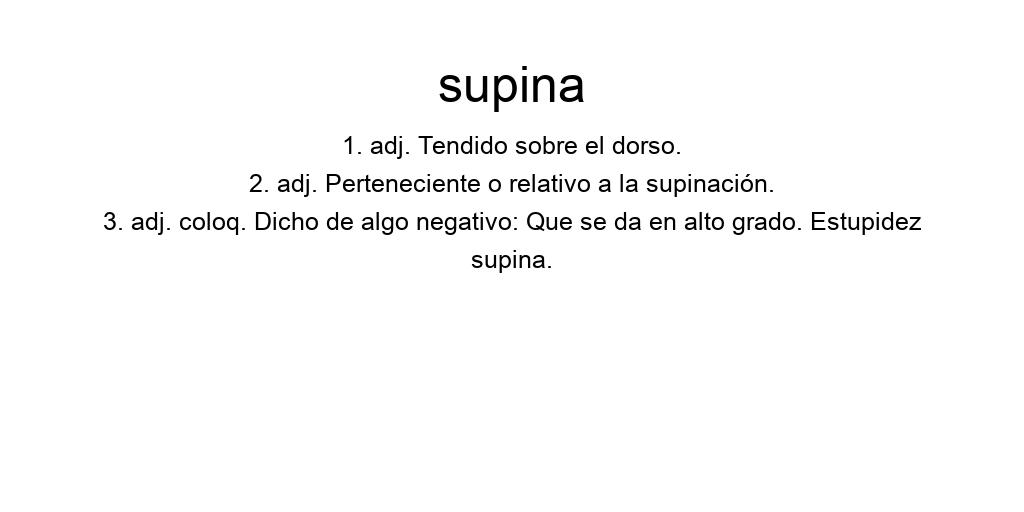 supina
1. adj. Tendido sobre el dorso.
2. adj. Perteneciente o relativo a la supinación.
3. adj. coloq. Dicho de algo negativo: Que se da en alto grado. Estupidez
supina.